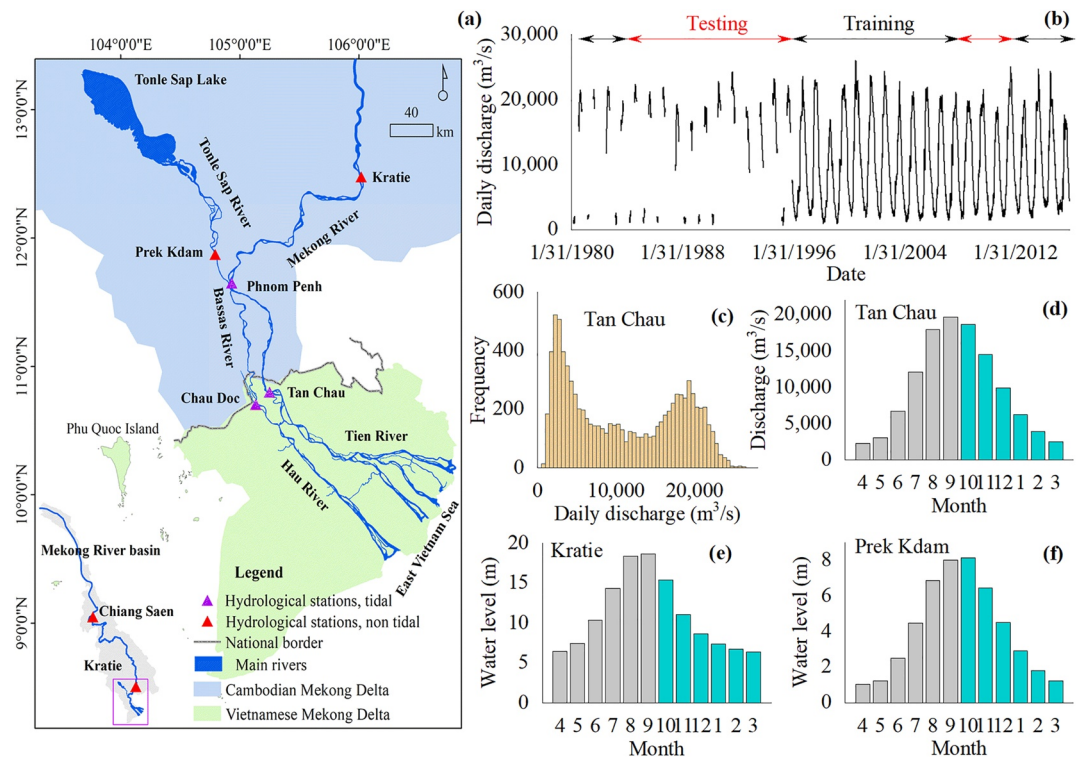 (a)
104°0'0"E
105°0'0"E
106°0'0"E
13°0'0"N
12°0'0"N
11°0'0"N
10°0'0"N
9°0'0"N
Tonle Sap Lake
40
km
Tonle Sap River
Kratie
Mekong River
Prek Kdam
Phnom Penh
Bassas River
Chau Doc
Tan Chau
Phu Quoc Island
Tien River
Hau River
East Vietnam Sea
Mekong River basin
Chiang Saen
Kratie
Legend
Hydrological stations, tidal
Hydrological stations, non tidal
National border
Main rivers
Cambodian Mekong Delta
Vietnamese Mekong Delta
(b)
Testing
Training
Daily discharge (m³/s)
30,000
20,000
10,000
0
1/31/1980
1/31/1988
1/31/1996
1/31/2004
1/31/2012
Date
(c)
Tan Chau
Frequency
600
400
200
0
0
10,000
20,000
Daily discharge (m³/s)
(d)
Tan Chau
Discharge (m³/s)
20,000
15,000
10,000
5,000
0
4 5 6 7 8 9 10 11 12 1 2 3
Month
(e)
Kratie
Water level (m)
20
15
10
5
0
4 5 6 7 8 9 10 11 12 1 2 3
Month
(f)
Prek Kdam
Water level (m)
8
6
4
2
0
4 5 6 7 8 9 10 11 12 1 2 3
Month